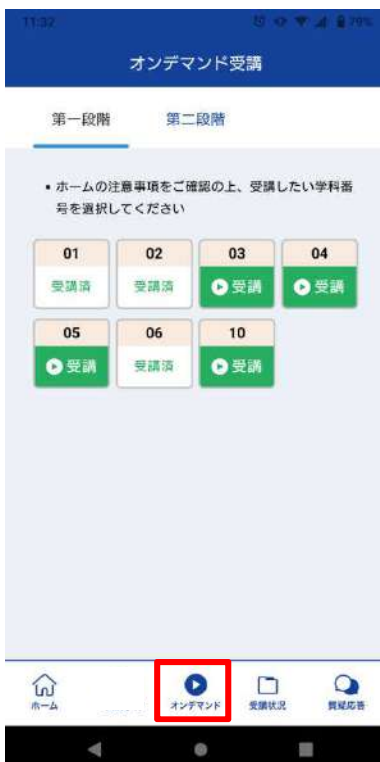 11:32
79%
オンデマンド受講
第一段階 第二段階
• ホームの注意事項をご確認の上、受講したい学科番
号を選択してください
01 02 03 04
受講済 受講済 受講 受講
05 06 10
受講 受講済 受講
ホーム オンデマンド 受講状況 質疑応答